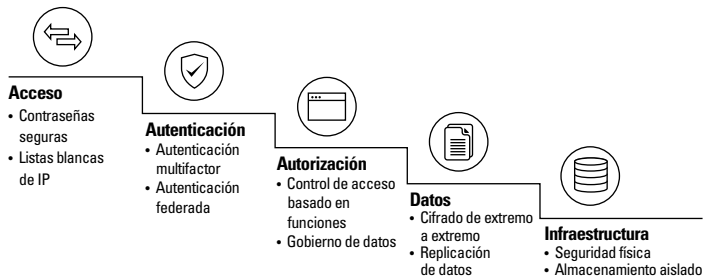 Acceso
• Contraseñas
seguras
• Listas blancas
de IP
Autenticación
• Autenticación
multifactor
• Autenticación
federada
Autorización
• Control de acceso
basado en
funciones
• Gobierno de datos
Datos
• Cifrado de extremo
a extremo
• Replicación
de datos
Infraestructura
• Seguridad física
• Almacenamiento aislado